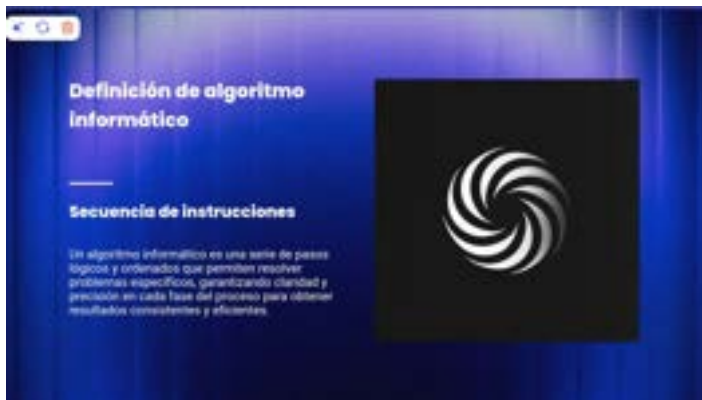 Definición de algoritmo
informático
Secuencia de instrucciones
Un algoritmo informático es una serie de pasos
lógicos y ordenados que permiten resolver
problemas específicos, garantizando claridad y
precisión en cada fase del proceso para obtener
resultados consistentes y eficientes.